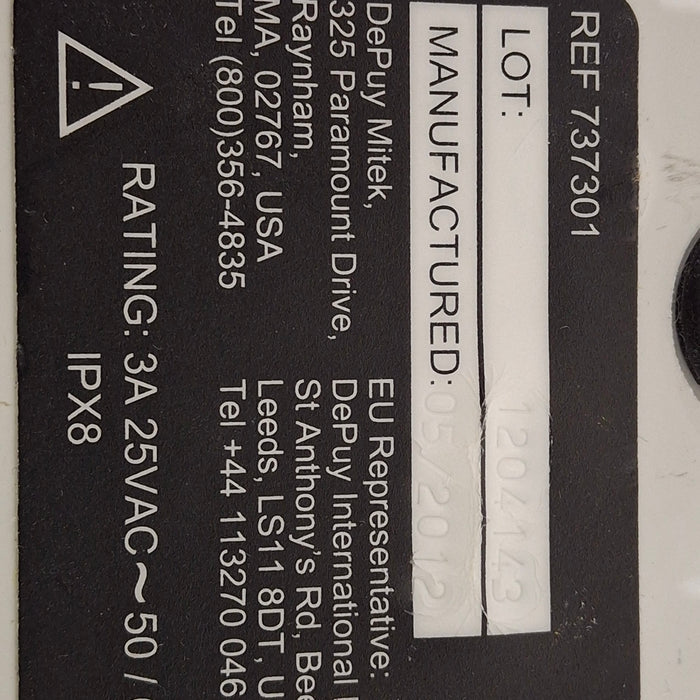 REF 737301
LOT: 1204143
MANUFACTURED: 05/2012
DePuy Mitek,
325 Paramount Drive,
Raynham,
MA, 02767, USA
Tel (800)356-4835
EU Representative:
DePuy International
St Anthony's Rd, Bee
Leeds, LS11 8DT, U
Tel +44 113270 046
!
RATING: 3A 25VAC~50 /
IPX8